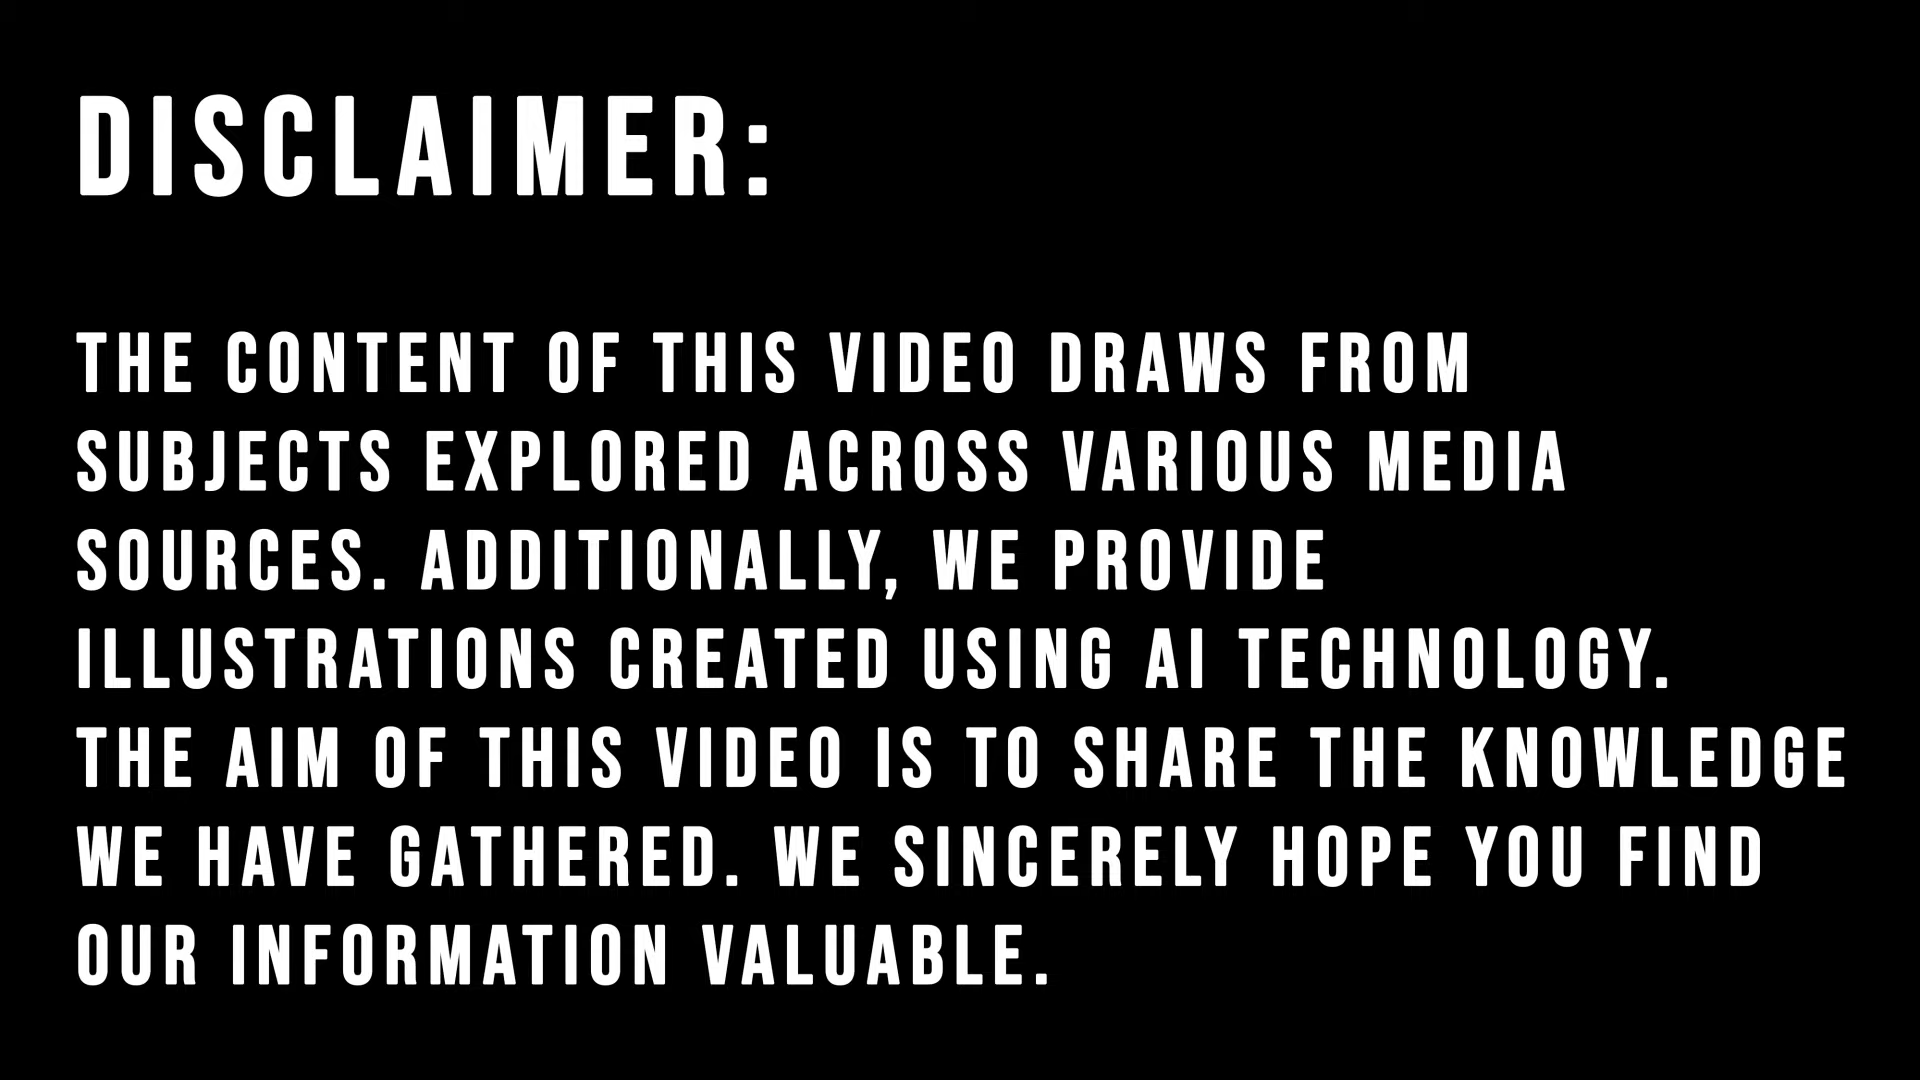 DISCLAIMER:
THE CONTENT OF THIS VIDEO DRAWS FROM
SUBJECTS EXPLORED ACROSS VARIOUS MEDIA
SOURCES. ADDITIONALLY, WE PROVIDE
ILLUSTRATIONS CREATED USING AI TECHNOLOGY.
THE AIM OF THIS VIDEO IS TO SHARE THE KNOWLEDGE
WE HAVE GATHERED. WE SINCERELY HOPE YOU FIND
OUR INFORMATION VALUABLE.